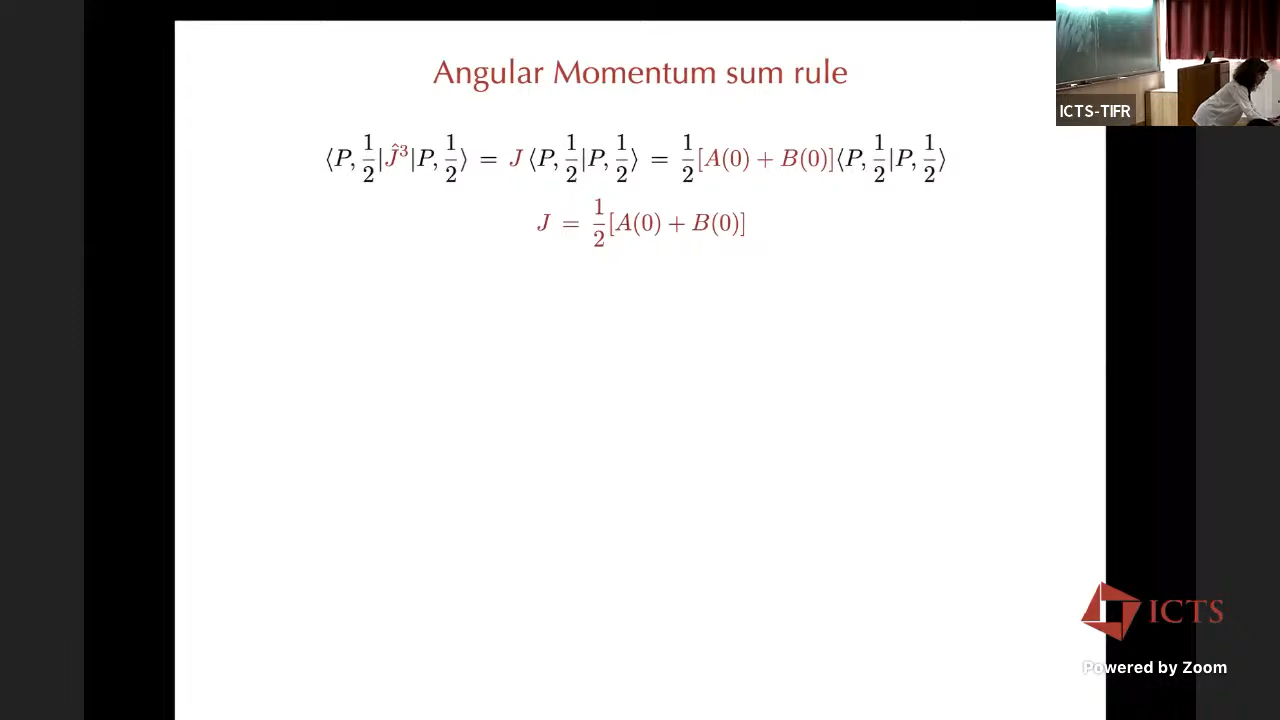 Angular Momentum sum rule
⟨P, 1/2|Ĵ³|P, 1/2⟩ = J ⟨P, 1/2|P, 1/2⟩ = 1/2[A(0) + B(0)]⟨P, 1/2|P, 1/2⟩
J = 1/2[A(0) + B(0)]
ICTS-TIFR
ICTS
Powered by Zoom